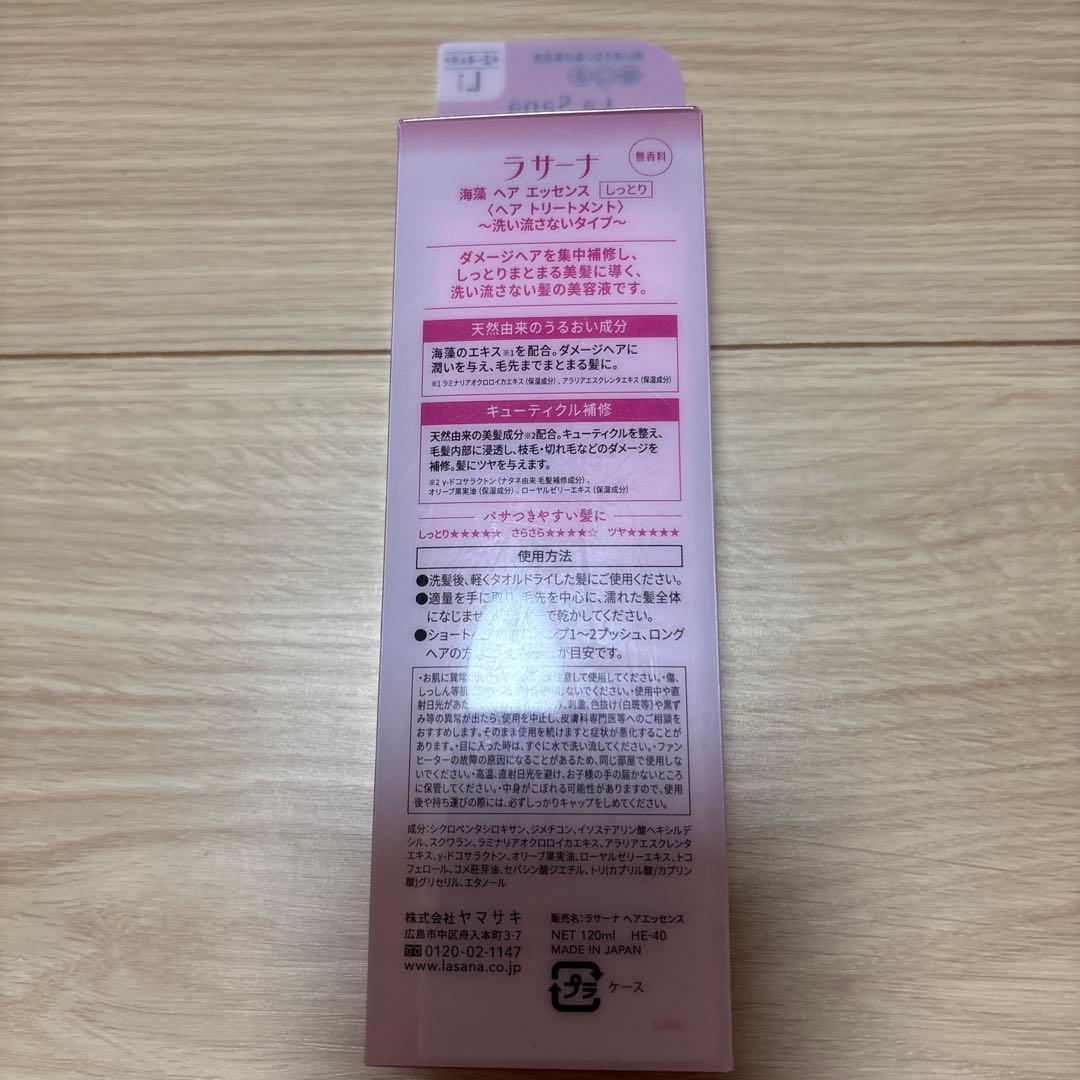 L
ラサーナ
無香料
海藻 ヘア エッセンス しっとり
〈ヘア トリートメント〉
～洗い流さないタイプ～
ダメージヘアを集中補修し、
しっとりまとまる美髪に導く、
洗い流さない髪の美容液です。
天然由来のうるおい成分
海藻のエキス※1を配合。ダメージヘアに
潤いを与え、毛先までまとまる髪に。
※1 ラミナリアオクロロイカエキス（保湿成分）、アラリアエスクレンタエキス（保湿成分）
キューティクル補修
天然由来の美髪成分※2配合。キューティクルを整え、
毛髪内部に浸透し、枝毛・切れ毛などのダメージを
補修。髪にツヤを与えます。
※2 γ-ドコサラクトン（ナタネ由来 毛髪補修成分）、
オリーブ果実油（保湿成分）、ローヤルゼリーエキス（保湿成分）
パサつきやすい髪に
しっとり★★★★☆ さらさら★★★★☆ ツヤ★★★★★
使用方法
●洗髪後、軽くタオルドライした髪にご使用ください。
●適量を手に取り、毛先を中心に、濡れた髪全体
になじませ で乾かしてください。
●ショートヘ ンプ1～2プッシュ、ロング
ヘアの方 が目安です。
・お肌に異常が 注意して使用してください。・傷、
しっしん等 しないでください。・使用中や直
射日光があた 刺激、色抜け（白斑等）や黒ず
み等の異常が出たら、使用を中止し、皮膚科専門医等へのご相談を
おすすめします。そのまま使用を続けますと症状が悪化することが
あります。・目に入った時は、すぐに水で洗い流してください。・ファン
ヒーターの故障の原因になることがあるため、同じ部屋で使用しな
いでください。・高温、直射日光を避け、お子様の手の届かないところ
に保管してください。・中身がこぼれる可能性がありますので、使用
後や持ち運びの際には、必ずしっかりキャップをしめてください。
成分：シクロペンタシロキサン、ジメチコン、イソステアリン酸ヘキシルデ
シル、スクワラン、ラミナリアオクロロイカエキス、アラリアエスクレンタ
エキス、γ-ドコサラクトン、オリーブ果実油、ローヤルゼリーエキス、トコ
フェロール、コメ胚芽油、セバシン酸ジエチル、トリ(カプリル酸/カプリン
酸)グリセリル、エタノール
株式会社 ヤマサキ
広島市中区舟入本町3-7
0120-02-1147
www.lasana.co.jp
販売名：ラサーナ ヘアエッセンス
NET 120ml HE-40
MADE IN JAPAN
プラ ケース